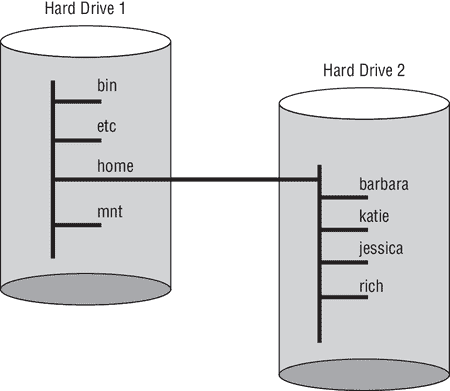 Hard Drive 1
bin
etc
home
mnt
Hard Drive 2
barbara
katie
jessica
rich